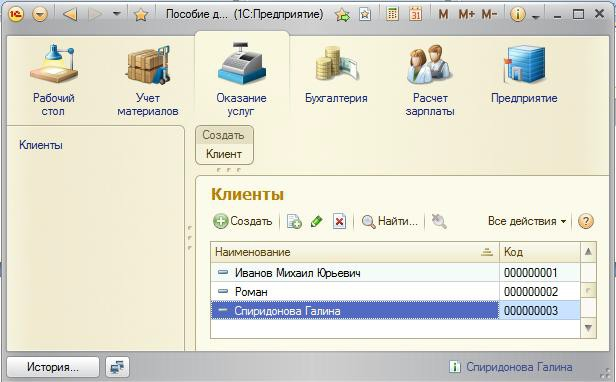 Пособие д... (1С:Предприятие)
31 M M+ M-
Рабочий стол
Учет материалов
Оказание услуг
Бухгалтерия
Расчет зарплаты
Предприятие
Клиенты
Создать
Клиент
Клиенты
Создать Найти... Все действия
Наименование Код
Иванов Михаил Юрьевич 000000001
Роман 000000002
Спиридонова Галина 000000003
История... Спиридонова Галина